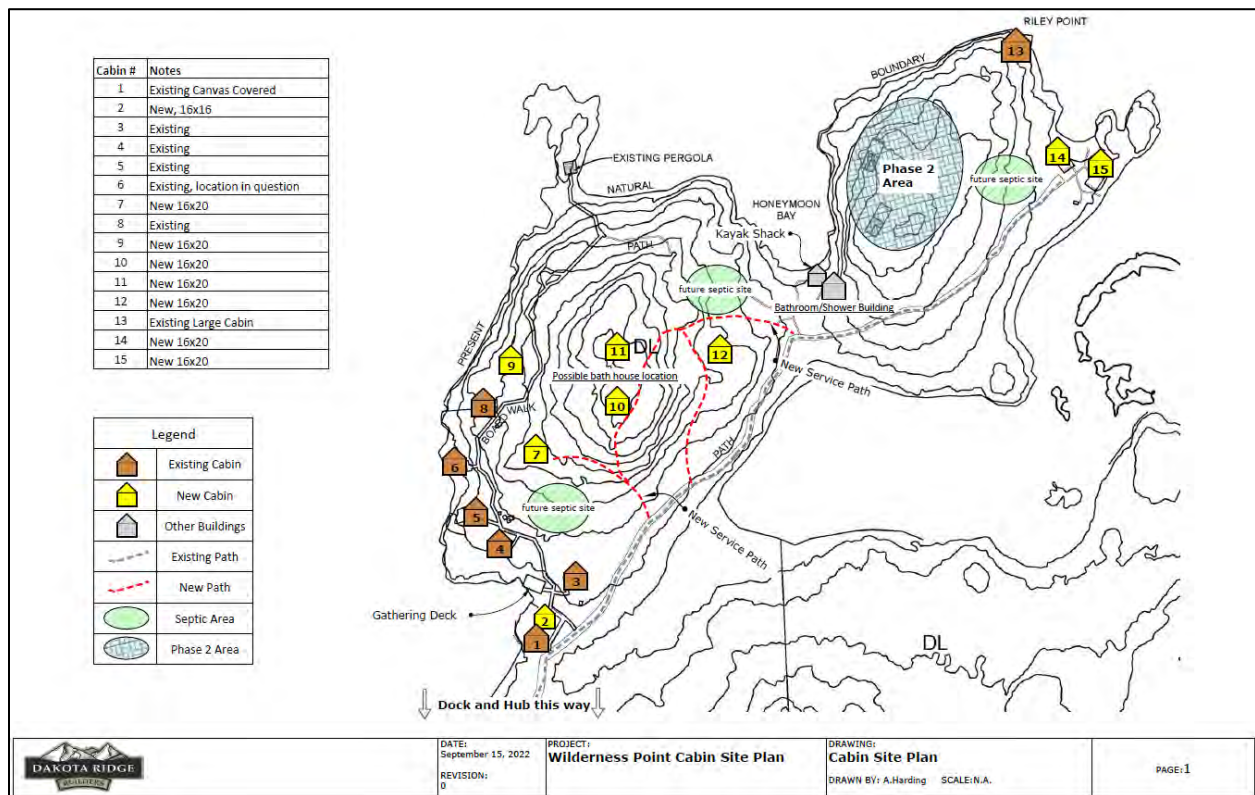 Cabin # Notes
1 Existing Canvas Covered
2 New, 16x16
3 Existing
4 Existing
5 Existing
6 Existing, location in question
7 New 16x20
8 Existing
9 New 16x20
10 New 16x20
11 New 16x20
12 New 16x20
13 Existing Large Cabin
14 New 16x20
15 New 16x20
Legend
Existing Cabin
New Cabin
Other Buildings
Existing Path
New Path
Septic Area
Phase 2 Area
RILEY POINT
13
BOUNDARY
EXISTING PERGOLA
NATURAL
Phase 2
Area
14
15
future septic site
HONEYMOON
BAY
Kayak Shack
PATH
future septic site
Bathroom/Shower Building
PRESENT
9
11
DL
12
Possible bath house location
New Service Path
8
10
BOARDWALK
7
PATH
6
future septic site
New Service Path
5
4
3
Gathering Deck
2
1
DL
Dock and Hub this way
DAKOTA RIDGE
BUILDERS
DATE:
September 15, 2022
REVISION:
0
PROJECT:
Wilderness Point Cabin Site Plan
DRAWING:
Cabin Site Plan
DRAWN BY: A.Harding SCALE:N.A.
PAGE:1